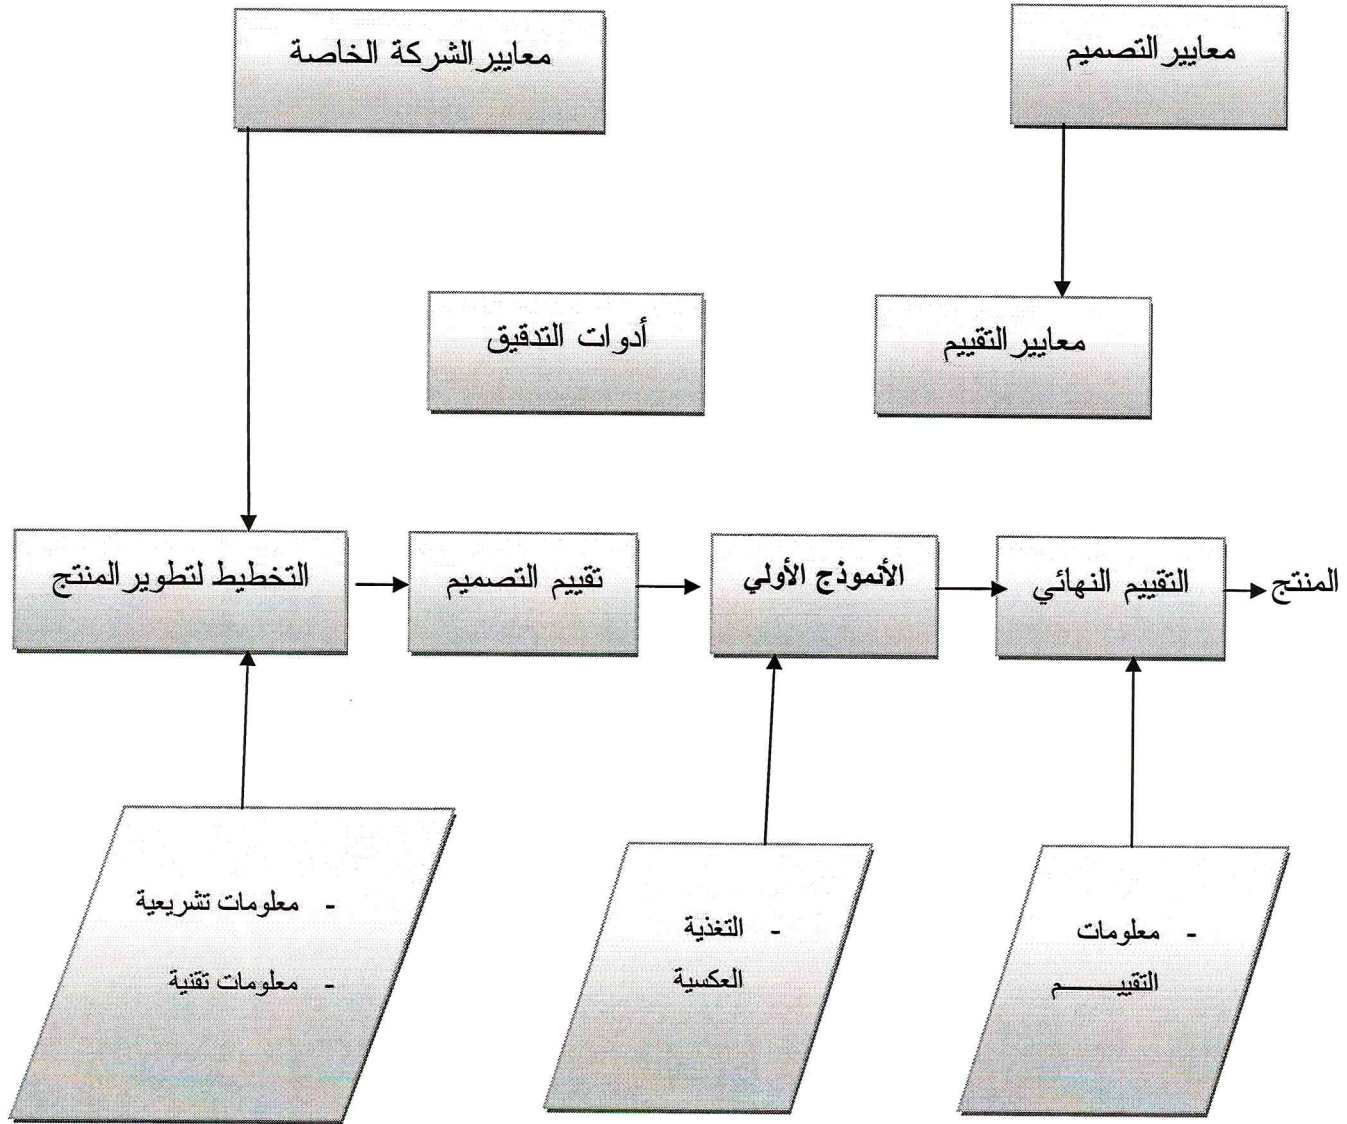 معايير التصميم
معايير الشركة الخاصة
معايير التقييم
أدوات التدقيق
التخطيط لتطوير المنتج
تقييم التصميم
الأنموذج الأولي
التقييم النهائي
المنتج
- معلومات تشريعية
- معلومات تقنية
- التغذية
العكسية
- معلومات
التقييـــــم